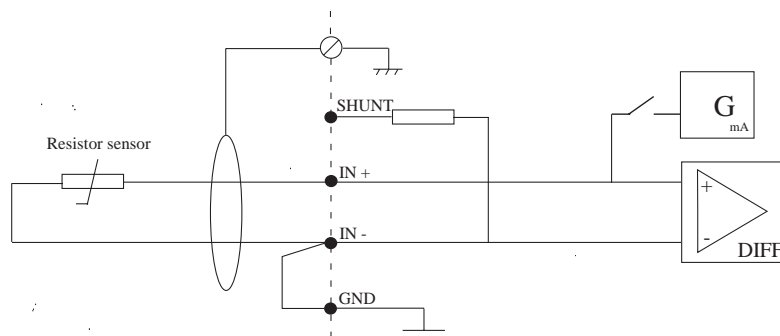 SHUNT
G
mA
Resistor sensor
IN +
+
IN -
-
DIFF
GND